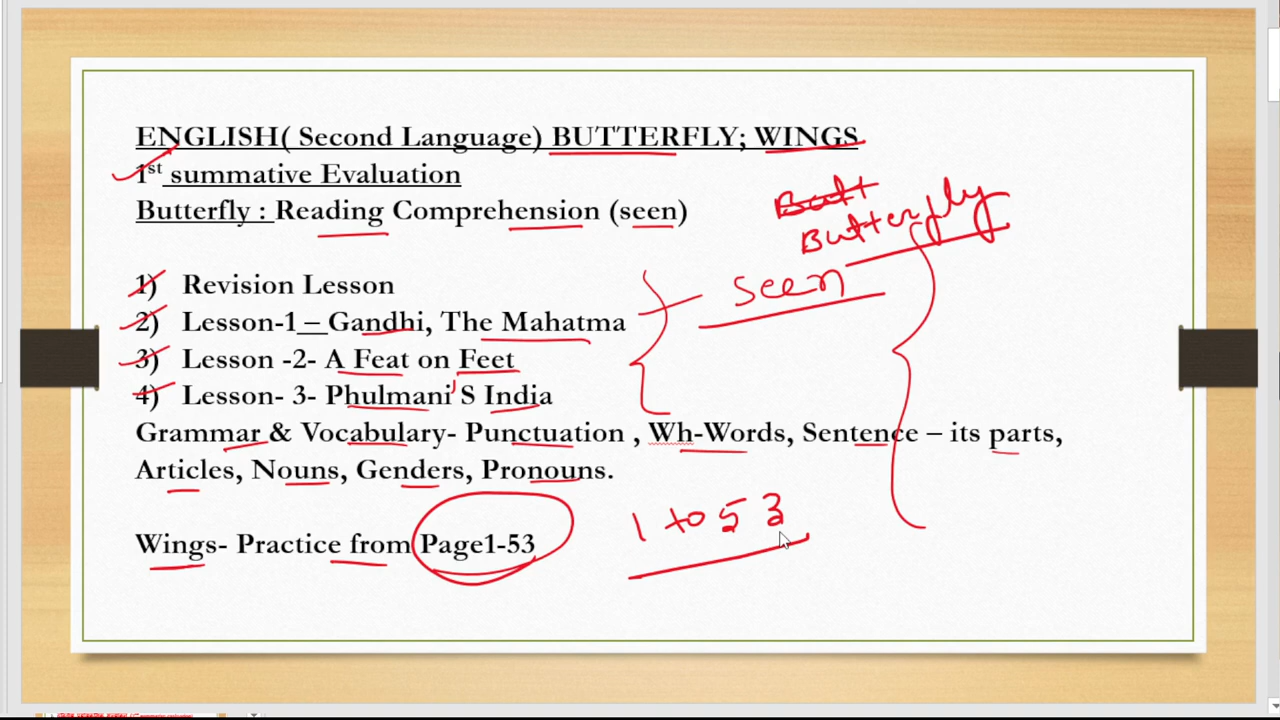 ENGLISH( Second Language) BUTTERFLY; WINGS
1st summative Evaluation
Butterfly : Reading Comprehension (seen)
Butt
Butterfly
1) Revision Lesson
seen
2) Lesson-1 – Gandhi, The Mahatma
3) Lesson -2- A Feat on Feet
4) Lesson- 3- Phulmani'S India
Grammar & Vocabulary- Punctuation , Wh-Words, Sentence – its parts,
Articles, Nouns, Genders, Pronouns.
1 to 53
Wings- Practice from Page1-53